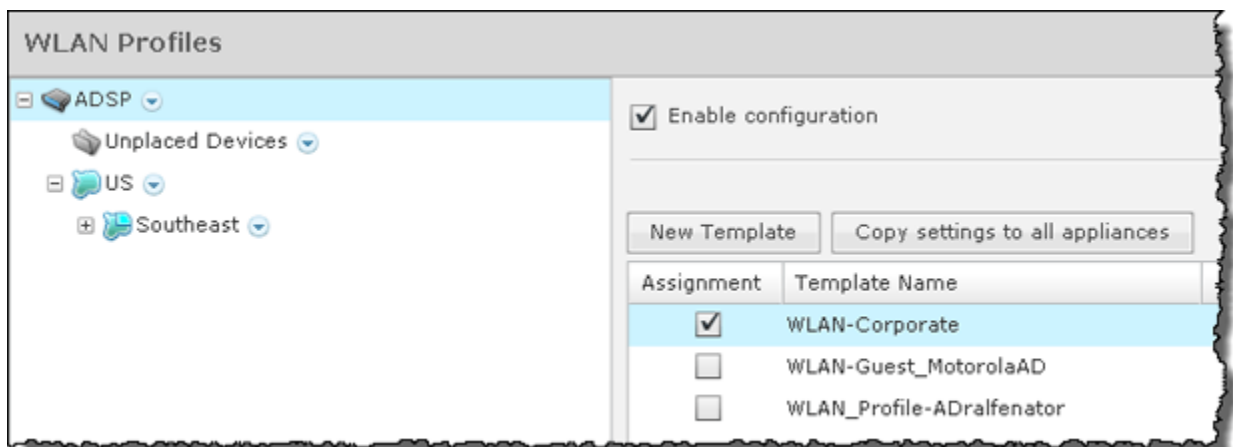 WLAN Profiles
ADSP
Unplaced Devices
US
Southeast
Enable configuration
New Template
Copy settings to all appliances
Assignment
Template Name
WLAN-Corporate
WLAN-Guest_MotorolaAD
WLAN_Profile-ADralfenator